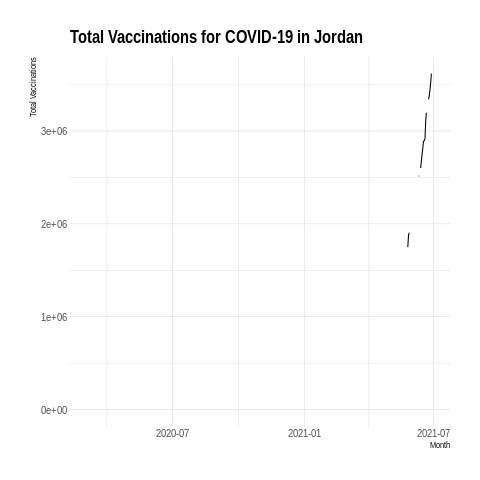 Total Vaccinations for COVID-19 in Jordan
Total Vaccinations
3e+06
2e+06
1e+06
0e+00
2020-07 2021-01 2021-07
Month